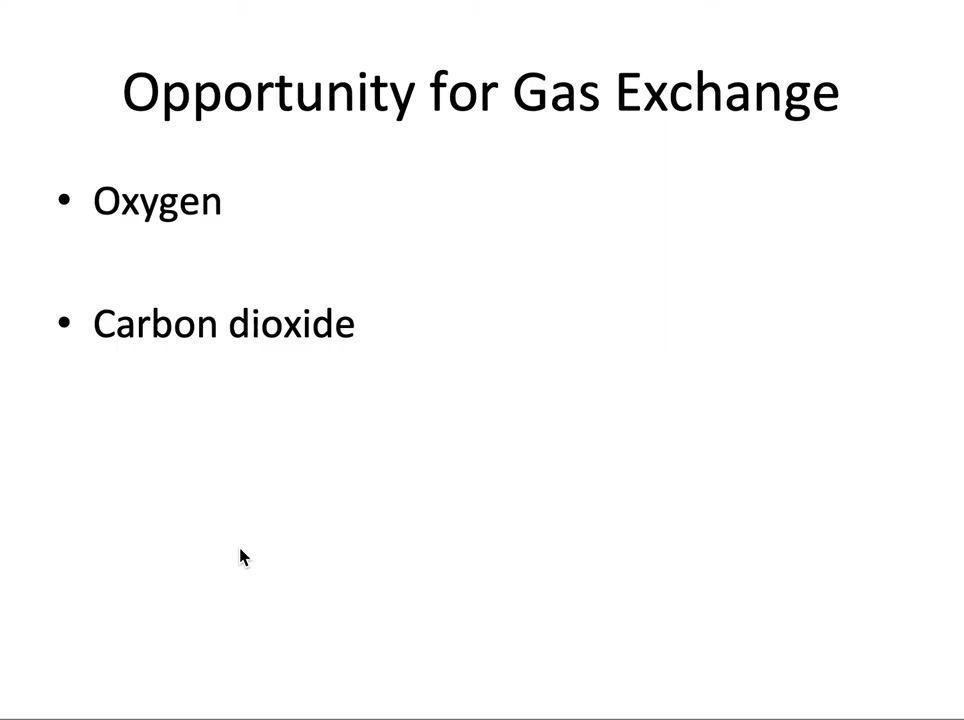 Opportunity for Gas Exchange
• Oxygen
• Carbon dioxide